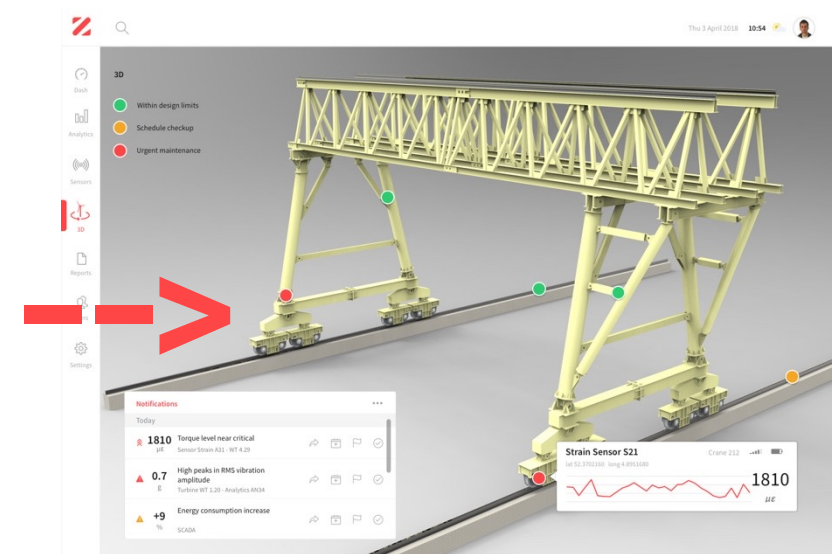 Thu 3 April 2018 10:54
Dash
Analytics
Sensors
3D
Reports
Settings
3D
Within design limits
Schedule checkup
Urgent maintenance
Notifications
Today
1810 Torque level near critical
με Sensor Strain A31 - WT 4.29
0.7 High peaks in RMS vibration
amplitude
g Turbine WT 1.20 - Analytics AN34
+9 Energy consumption increase
% SCADA
Strain Sensor S21 Crane 212
1810
με